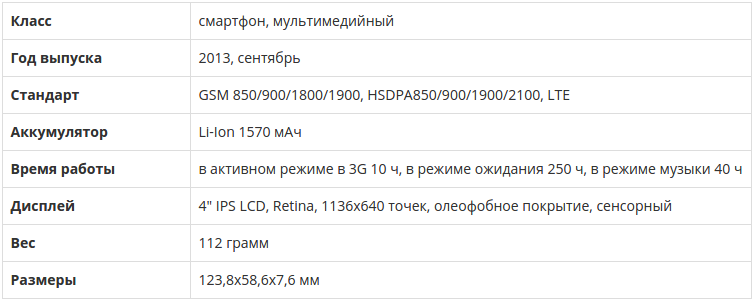 Класс смартфон, мультимедийный
Год выпуска 2013, сентябрь
Стандарт GSM 850/900/1800/1900, HSDPA850/900/1900/2100, LTE
Аккумулятор Li-Ion 1570 мАч
Время работы в активном режиме в 3G 10 ч, в режиме ожидания 250 ч, в режиме музыки 40 ч
Дисплей 4" IPS LCD, Retina, 1136x640 точек, олеофобное покрытие, сенсорный
Вес 112 грамм
Размеры 123,8x58,6x7,6 мм